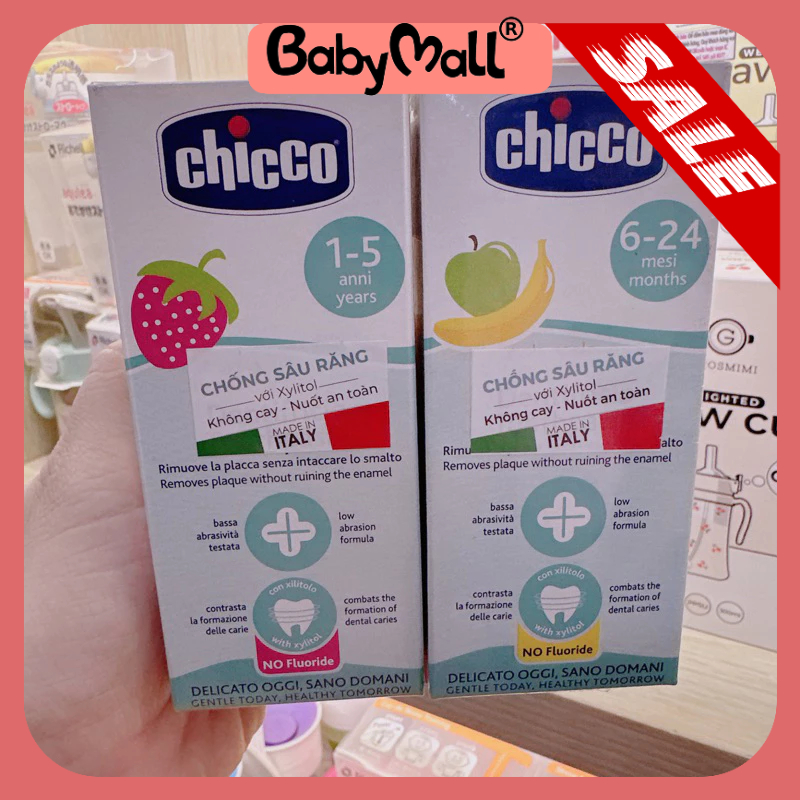 BabyMall®
SALE
chicco
1-5
anni
years
CHỐNG SÂU RĂNG
với Xylitol
Không cay - Nuốt an toàn
MADE IN
ITALY
Rimuove la placca senza intaccare lo smalto
Removes plaque without ruining the enamel
bassa
abrasività
testata
low
abrasion
formula
contrasta
la formazione
delle carie
con xilitolo
with xylitol
combats the
formation of
dental caries
NO Fluoride
DELICATO OGGI, SANO DOMANI
GENTLE TODAY, HEALTHY TOMORROW
chicco
6-24
mesi
months
CHỐNG SÂU RĂNG
với Xylitol
Không cay - Nuốt an toàn
MADE IN
ITALY
smalto
Removes plaque without ruining the enamel
bassa
abrasività
testata
low
abrasion
formula
contrasta
la formazione
delle carie
con xilitolo
with xylitol
combats the
formation of
dental caries
NO Fluoride
DELICATO OGGI, SANO DOMANI
GENTLE TODAY, HEALTHY TOMORROW